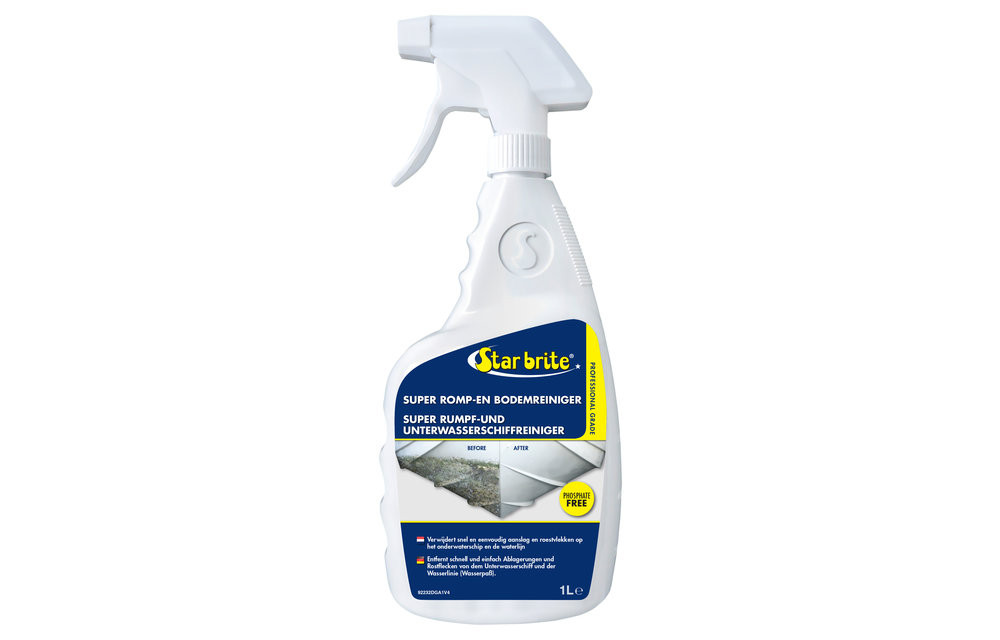 Star brite®
PROFESSIONAL GRADE
SUPER ROMP-EN BODEMREINIGER
SUPER RUMPF-UND
UNTERWASSERSCHIFFREINIGER
BEFORE AFTER
PHOSPHATE
FREE
Verwijdert snel en eenvoudig aanslag en roestvlekken op
het onderwaterschip en de waterlijn
Entfernt schnell und einfach Ablagerungen und
Rostflecken von dem Unterwasserschiff und der
Wasserlinie (Wasserpaß).
92232DGA1V4
1L℮